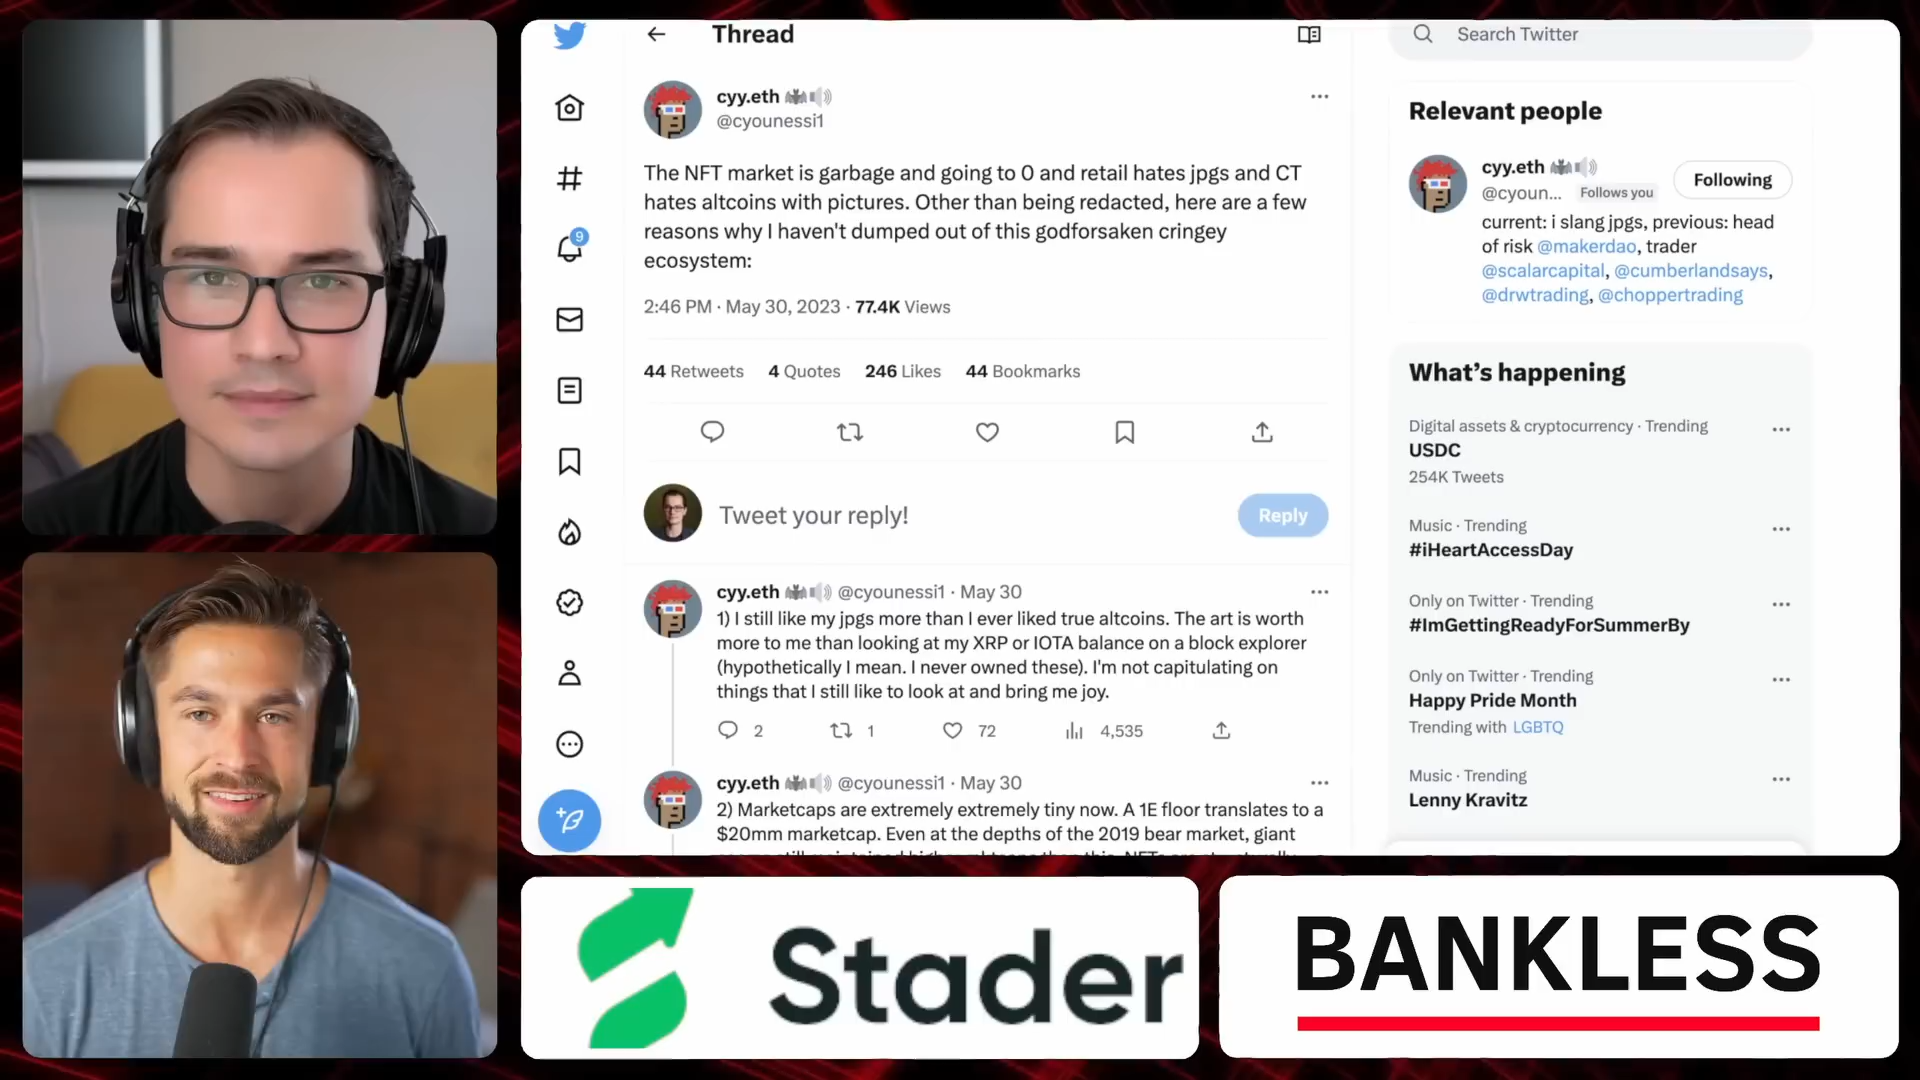 Thread
Search Twitter
cyy.eth
@cyounessi1
The NFT market is garbage and going to 0 and retail hates jpgs and CT
hates altcoins with pictures. Other than being redacted, here are a few
reasons why I haven't dumped out of this godforsaken cringey
ecosystem:
2:46 PM · May 30, 2023 · 77.4K Views
44 Retweets 4 Quotes 246 Likes 44 Bookmarks
Tweet your reply!
Reply
cyy.eth @cyounessi1 · May 30
1) I still like my jpgs more than I ever liked true altcoins. The art is worth
more to me than looking at my XRP or IOTA balance on a block explorer
(hypothetically I mean. I never owned these). I'm not capitulating on
things that I still like to look at and bring me joy.
2 1 72 4,535
cyy.eth @cyounessi1 · May 30
2) Marketcaps are extremely extremely tiny now. A 1E floor translates to a
$20mm marketcap. Even at the depths of the 2019 bear market, giant
9
Relevant people
cyy.eth
@cyoun... Follows you
Following
current: i slang jpgs, previous: head
of risk @makerdao, trader
@scalarcapital, @cumberlandsays,
@drwtrading, @choppertrading
What's happening
Digital assets & cryptocurrency · Trending
USDC
254K Tweets
Music · Trending
#iHeartAccessDay
Only on Twitter · Trending
#ImGettingReadyForSummerBy
Only on Twitter · Trending
Happy Pride Month
Trending with LGBTQ
Music · Trending
Lenny Kravitz
Stader
BANKLESS